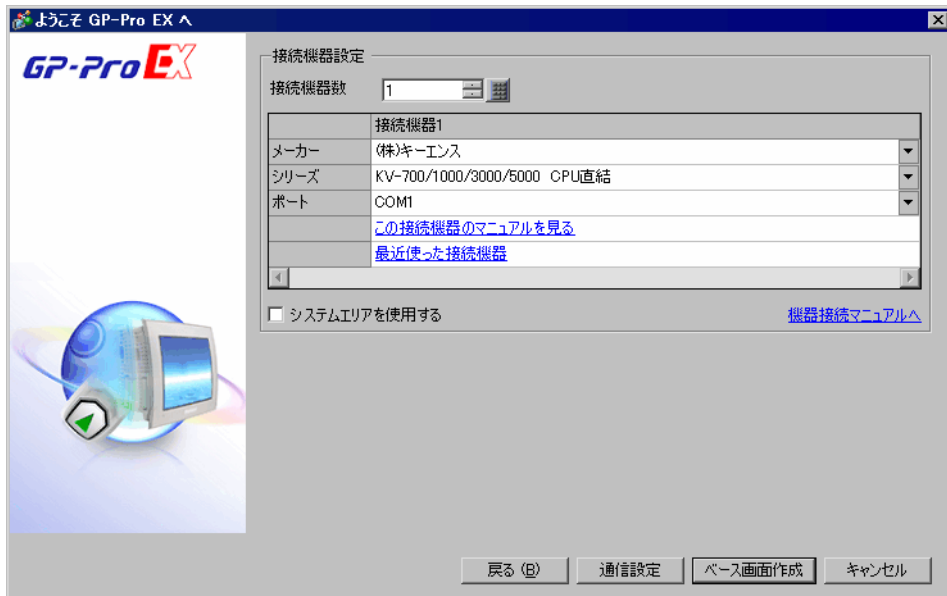 ようこそ GP-Pro EX へ
GP-Pro EX
接続機器設定
接続機器数 1
接続機器1
メーカー (株)キーエンス
シリーズ KV-700/1000/3000/5000 CPU直結
ポート COM1
この接続機器のマニュアルを見る
最近使った接続機器
システムエリアを使用する 機器接続マニュアルへ
戻る (B) 通信設定 ベース画面作成 キャンセル